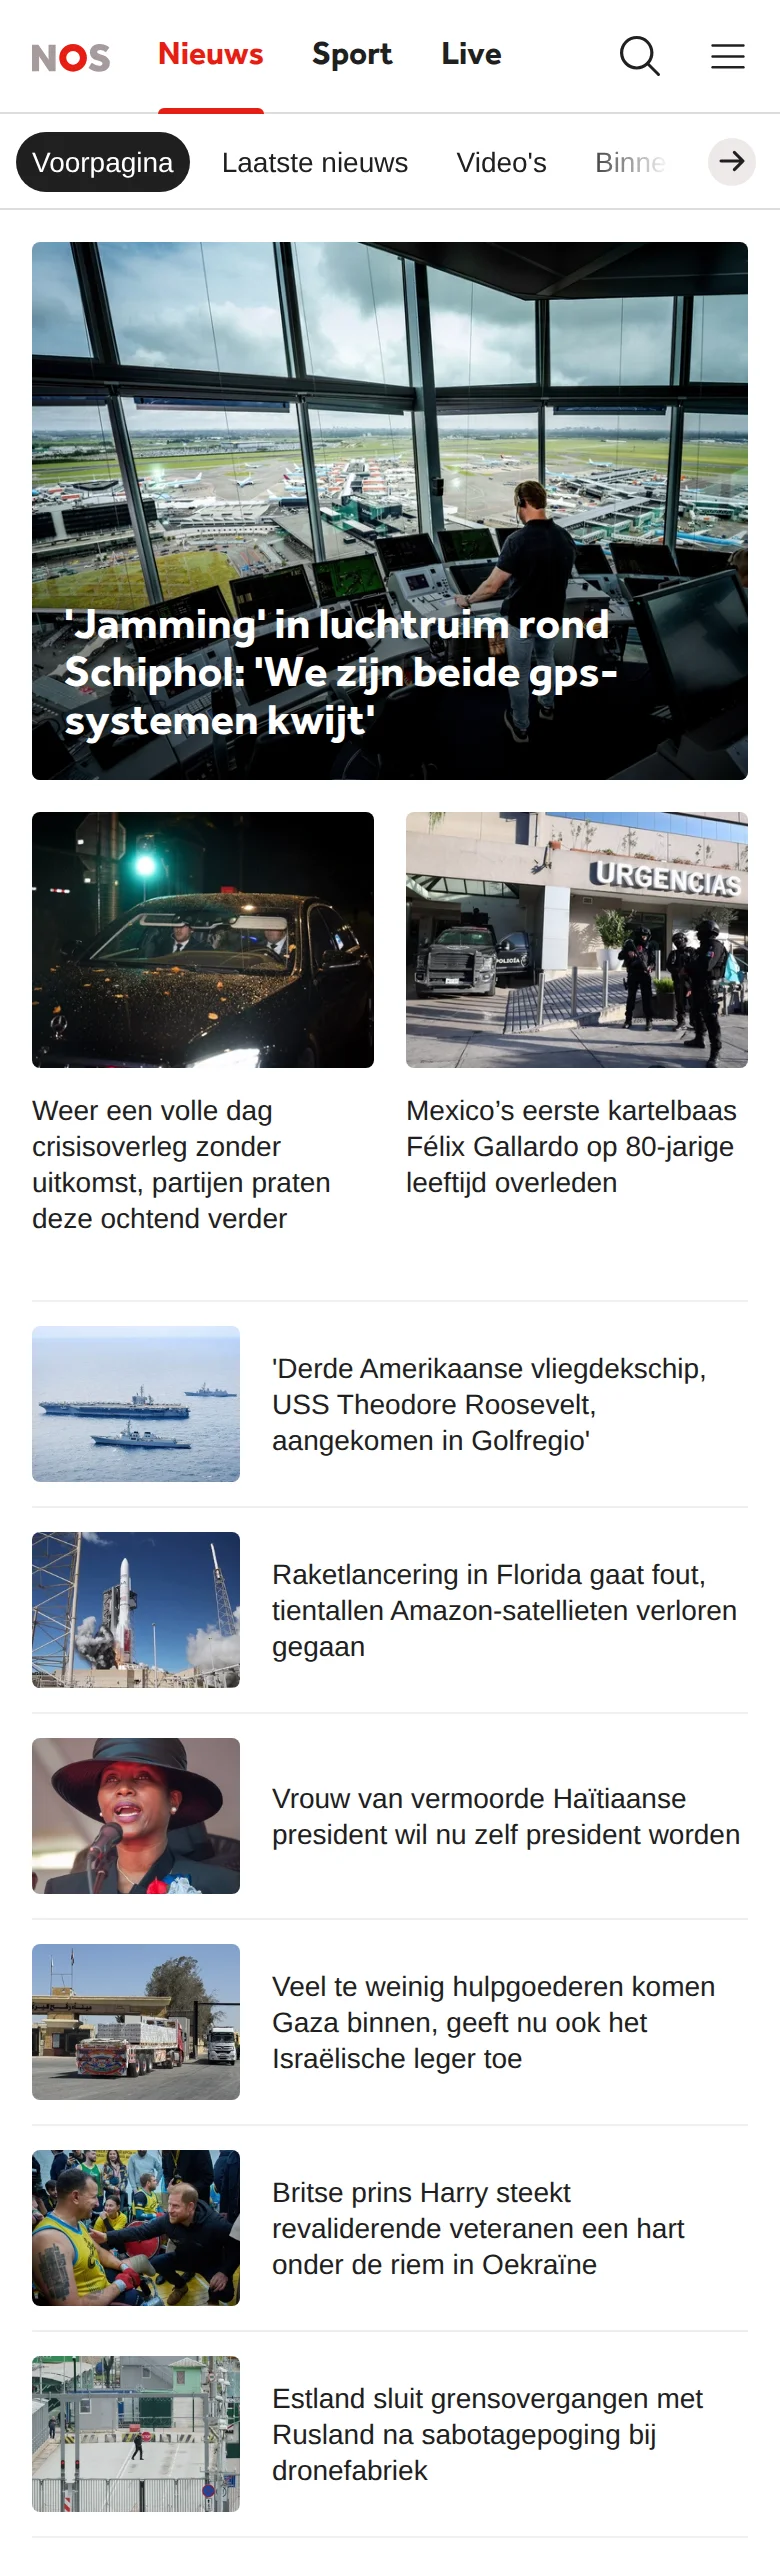 NOS Nieuws Sport Live
Voorpagina Laatste nieuws Video's Binne
'Jamming' in luchtruim rond
Schiphol: 'We zijn beide gps-
systemen kwijt'
URGENCIAS
Weer een volle dag
crisisoverleg zonder
uitkomst, partijen praten
deze ochtend verder
Mexico’s eerste kartelbaas
Félix Gallardo op 80-jarige
leeftijd overleden
'Derde Amerikaanse vliegdekschip,
USS Theodore Roosevelt,
aangekomen in Golfregio'
Raketlancering in Florida gaat fout,
tientallen Amazon-satellieten verloren
gegaan
Vrouw van vermoorde Haïtiaanse
president wil nu zelf president worden
Veel te weinig hulpgoederen komen
Gaza binnen, geeft nu ook het
Israëlische leger toe
Britse prins Harry steekt
revaliderende veteranen een hart
onder de riem in Oekraïne
Estland sluit grensovergangen met
Rusland na sabotagepoging bij
dronefabriek